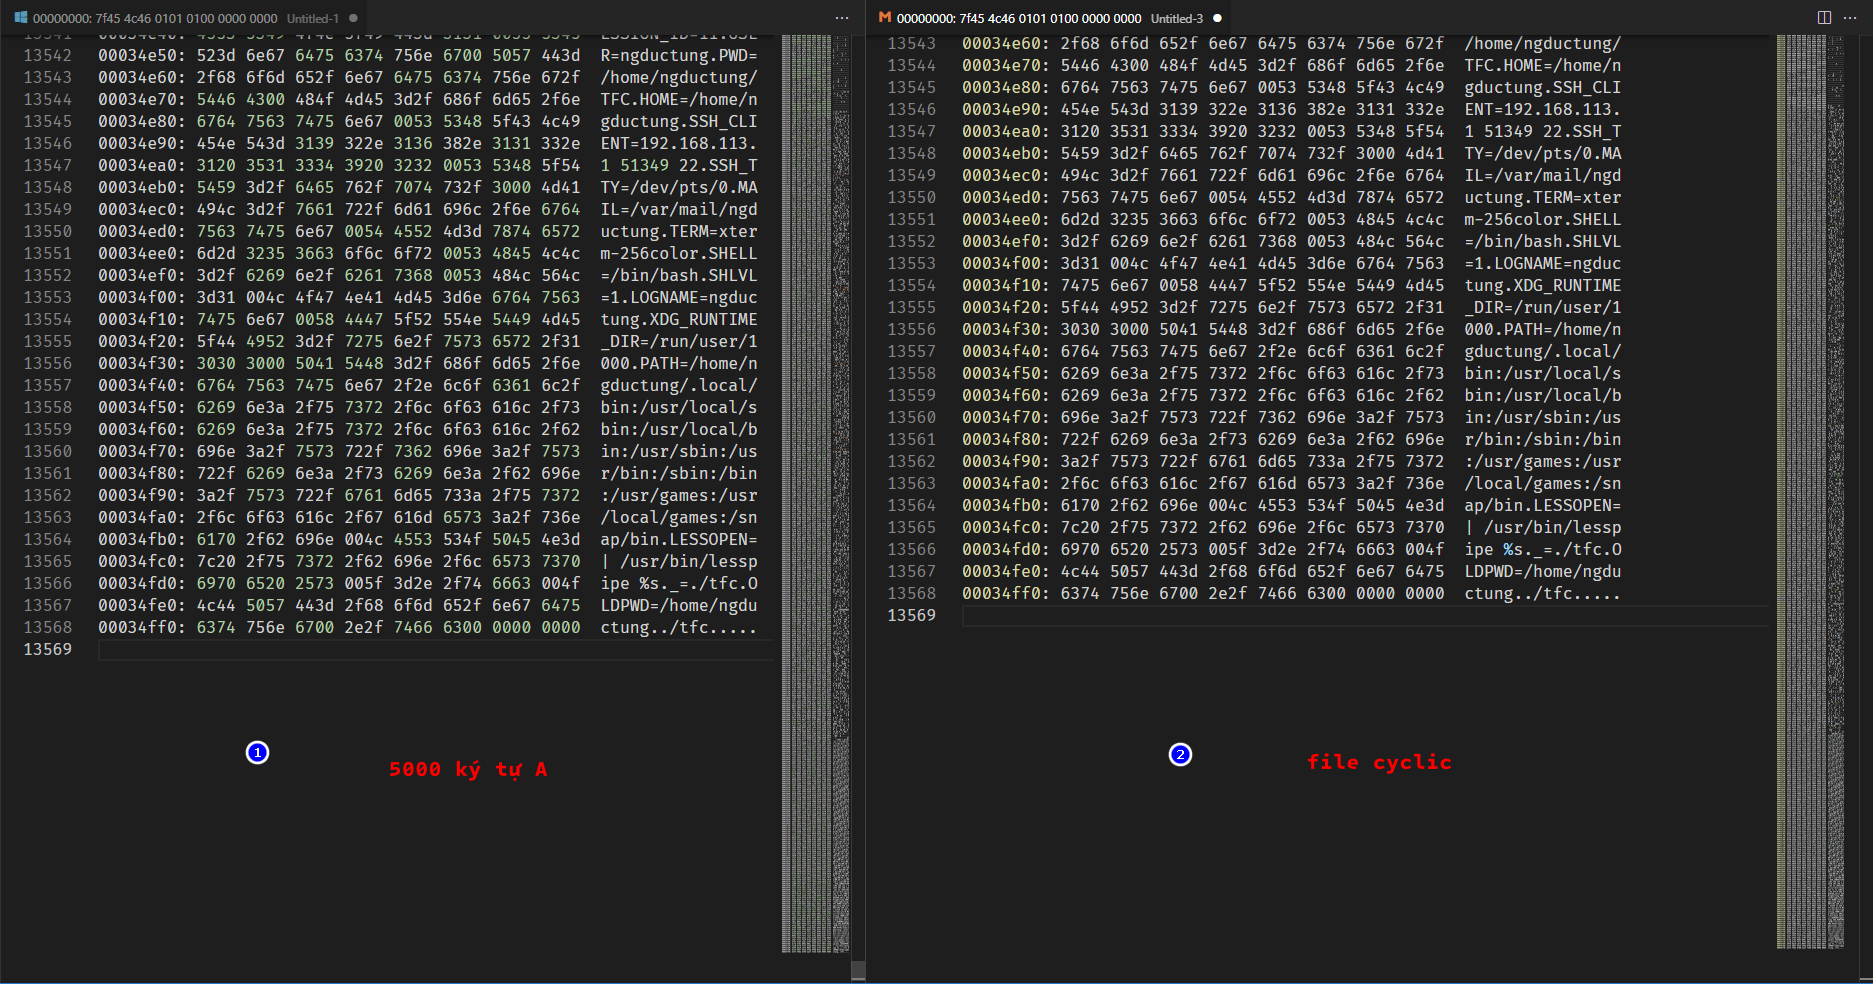 00000000: 7f45 4c46 0101 0100 0000 0000 Untitled-1
13542 00034e50: 523d 6e67 6475 6374 756e 6700 5057 443d R=ngductung.PWD=
13543 00034e60: 2f68 6f6d 652f 6e67 6475 6374 756e 672f /home/ngductung/
13544 00034e70: 5446 4300 484f 4d45 3d2f 686f 6d65 2f6e TFC.HOME=/home/n
13545 00034e80: 6764 7563 7475 6e67 0053 5348 5f43 4c49 gductung.SSH_CLI
13546 00034e90: 454e 543d 3139 322e 3136 382e 3131 332e ENT=192.168.113.
13547 00034ea0: 3120 3531 3334 3920 3232 0053 5348 5f54 1 51349 22.SSH_T
13548 00034eb0: 5459 3d2f 6465 762f 7074 732f 3000 4d41 TY=/dev/pts/0.MA
13549 00034ec0: 494c 3d2f 7661 722f 6d61 696c 2f6e 6764 IL=/var/mail/ngd
13550 00034ed0: 7563 7475 6e67 0054 4552 4d3d 7874 6572 uctung.TERM=xter
13551 00034ee0: 6d2d 3235 3663 6f6c 6f72 0053 4845 4c4c m-256color.SHELL
13552 00034ef0: 3d2f 6269 6e2f 6261 7368 0053 484c 564c =/bin/bash.SHLVL
13553 00034f00: 3d31 004c 4f47 4e41 4d45 3d6e 6764 7563 =1.LOGNAME=ngduc
13554 00034f10: 7475 6e67 0058 4447 5f52 554e 5449 4d45 tung.XDG_RUNTIME
13555 00034f20: 5f44 4952 3d2f 7275 6e2f 7573 6572 2f31 _DIR=/run/user/1
13556 00034f30: 3030 3000 5041 5448 3d2f 686f 6d65 2f6e 000.PATH=/home/n
13557 00034f40: 6764 7563 7475 6e67 2f2e 6c6f 6361 6c2f gductung/.local/
13558 00034f50: 6269 6e3a 2f75 7372 2f6c 6f63 616c 2f73 bin:/usr/local/s
13559 00034f60: 6269 6e3a 2f75 7372 2f6c 6f63 616c 2f62 bin:/usr/local/b
13560 00034f70: 696e 3a2f 7573 722f 7362 696e 3a2f 7573 in:/usr/sbin:/us
13561 00034f80: 722f 6269 6e3a 2f73 6269 6e3a 2f62 696e r/bin:/sbin:/bin
13562 00034f90: 3a2f 7573 722f 6761 6d65 733a 2f75 7372 :/usr/games:/usr
13563 00034fa0: 2f6c 6f63 616c 2f67 616d 6573 3a2f 736e /local/games:/sn
13564 00034fb0: 6170 2f62 696e 004c 4553 534f 5045 4e3d ap/bin.LESSOPEN=
13565 00034fc0: 7c20 2f75 7372 2f62 696e 2f6c 6573 7370 | /usr/bin/lessp
13566 00034fd0: 6970 6520 2573 005f 3d2e 2f74 6663 004f ipe %s._=./tfc.O
13567 00034fe0: 4c44 5057 443d 2f68 6f6d 652f 6e67 6475 LDPWD=/home/ngdu
13568 00034ff0: 6374 756e 6700 2e2f 7466 6300 0000 0000 ctung../tfc.....
13569
1
5000 ký tự A
00000000: 7f45 4c46 0101 0100 0000 0000 Untitled-3
13543 00034e60: 2f68 6f6d 652f 6e67 6475 6374 756e 672f /home/ngductung/
13544 00034e70: 5446 4300 484f 4d45 3d2f 686f 6d65 2f6e TFC.HOME=/home/n
13545 00034e80: 6764 7563 7475 6e67 0053 5348 5f43 4c49 gductung.SSH_CLI
13546 00034e90: 454e 543d 3139 322e 3136 382e 3131 332e ENT=192.168.113.
13547 00034ea0: 3120 3531 3334 3920 3232 0053 5348 5f54 1 51349 22.SSH_T
13548 00034eb0: 5459 3d2f 6465 762f 7074 732f 3000 4d41 TY=/dev/pts/0.MA
13549 00034ec0: 494c 3d2f 7661 722f 6d61 696c 2f6e 6764 IL=/var/mail/ngd
13550 00034ed0: 7563 7475 6e67 0054 4552 4d3d 7874 6572 uctung.TERM=xter
13551 00034ee0: 6d2d 3235 3663 6f6c 6f72 0053 4845 4c4c m-256color.SHELL
13552 00034ef0: 3d2f 6269 6e2f 6261 7368 0053 484c 564c =/bin/bash.SHLVL
13553 00034f00: 3d31 004c 4f47 4e41 4d45 3d6e 6764 7563 =1.LOGNAME=ngduc
13554 00034f10: 7475 6e67 0058 4447 5f52 554e 5449 4d45 tung.XDG_RUNTIME
13555 00034f20: 5f44 4952 3d2f 7275 6e2f 7573 6572 2f31 _DIR=/run/user/1
13556 00034f30: 3030 3000 5041 5448 3d2f 686f 6d65 2f6e 000.PATH=/home/n
13557 00034f40: 6764 7563 7475 6e67 2f2e 6c6f 6361 6c2f gductung/.local/
13558 00034f50: 6269 6e3a 2f75 7372 2f6c 6f63 616c 2f73 bin:/usr/local/s
13559 00034f60: 6269 6e3a 2f75 7372 2f6c 6f63 616c 2f62 bin:/usr/local/b
13560 00034f70: 696e 3a2f 7573 722f 7362 696e 3a2f 7573 in:/usr/sbin:/us
13561 00034f80: 722f 6269 6e3a 2f73 6269 6e3a 2f62 696e r/bin:/sbin:/bin
13562 00034f90: 3a2f 7573 722f 6761 6d65 733a 2f75 7372 :/usr/games:/usr
13563 00034fa0: 2f6c 6f63 616c 2f67 616d 6573 3a2f 736e /local/games:/sn
13564 00034fb0: 6170 2f62 696e 004c 4553 534f 5045 4e3d ap/bin.LESSOPEN=
13565 00034fc0: 7c20 2f75 7372 2f62 696e 2f6c 6573 7370 | /usr/bin/lessp
13566 00034fd0: 6970 6520 2573 005f 3d2e 2f74 6663 004f ipe %s._=./tfc.O
13567 00034fe0: 4c44 5057 443d 2f68 6f6d 652f 6e67 6475 LDPWD=/home/ngdu
13568 00034ff0: 6374 756e 6700 2e2f 7466 6300 0000 0000 ctung../tfc.....
13569
2
file cyclic